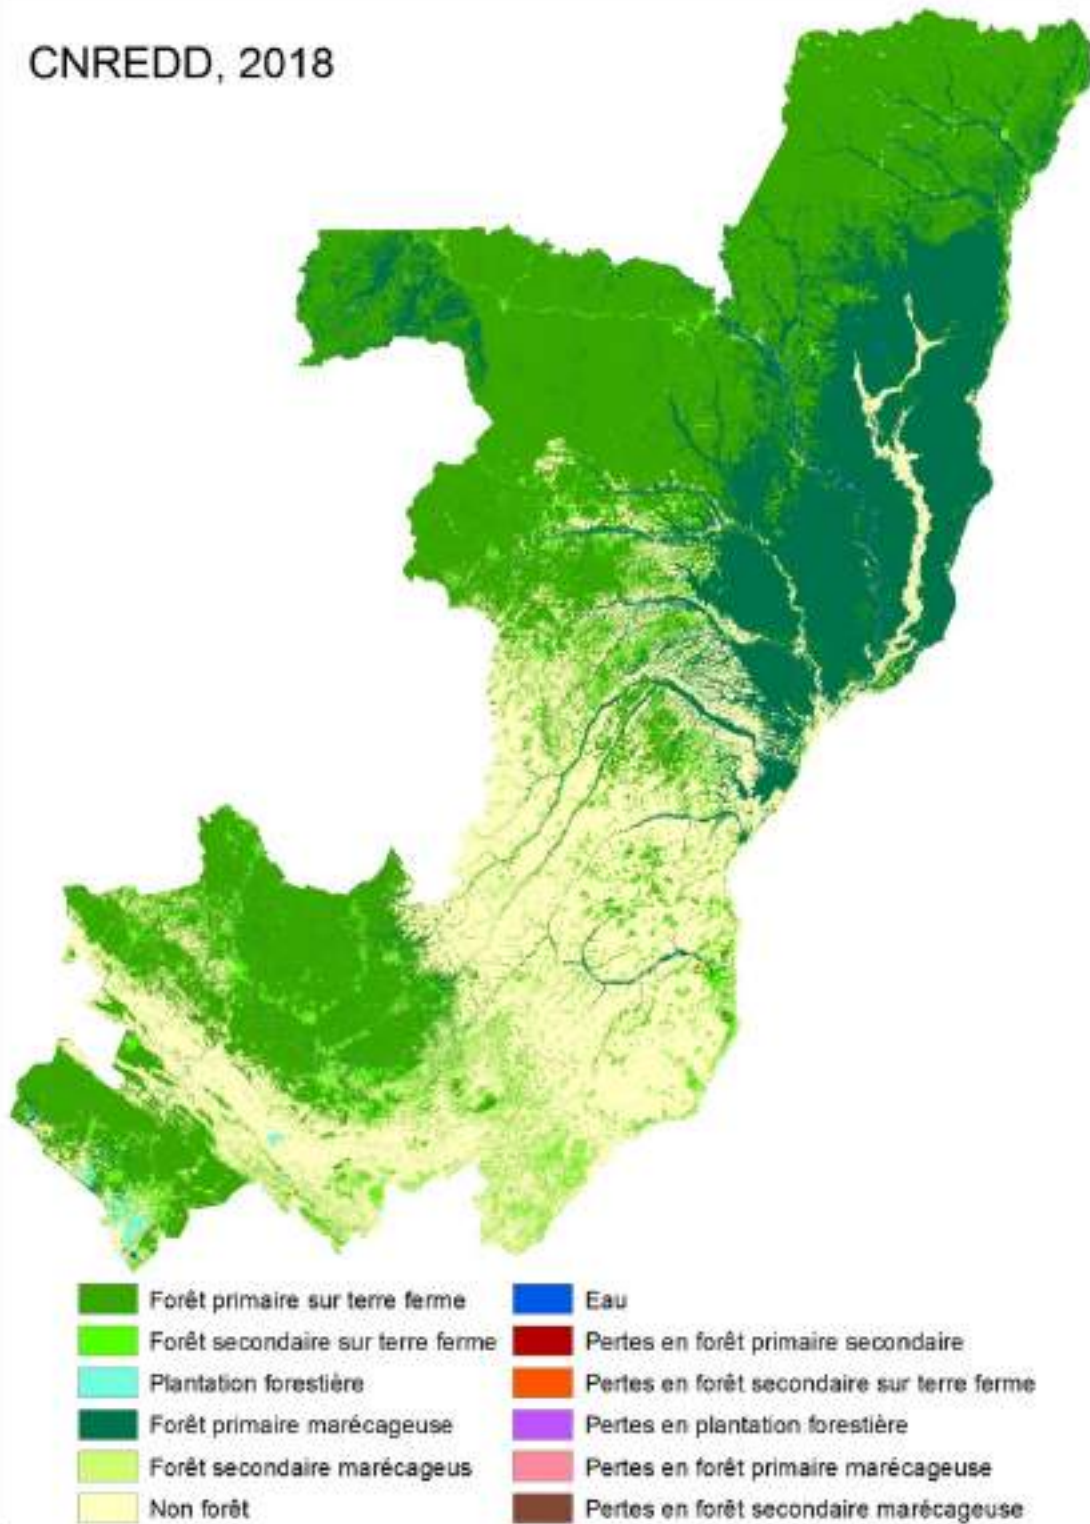 CNREDD, 2018
Forêt primaire sur terre ferme
Forêt secondaire sur terre ferme
Plantation forestière
Forêt primaire marécageuse
Forêt secondaire marécageus
Non forêt
Eau
Pertes en forêt primaire secondaire
Pertes en forêt secondaire sur terre ferme
Pertes en plantation forestière
Pertes en forêt primaire marécageuse
Pertes en forêt secondaire marécageuse